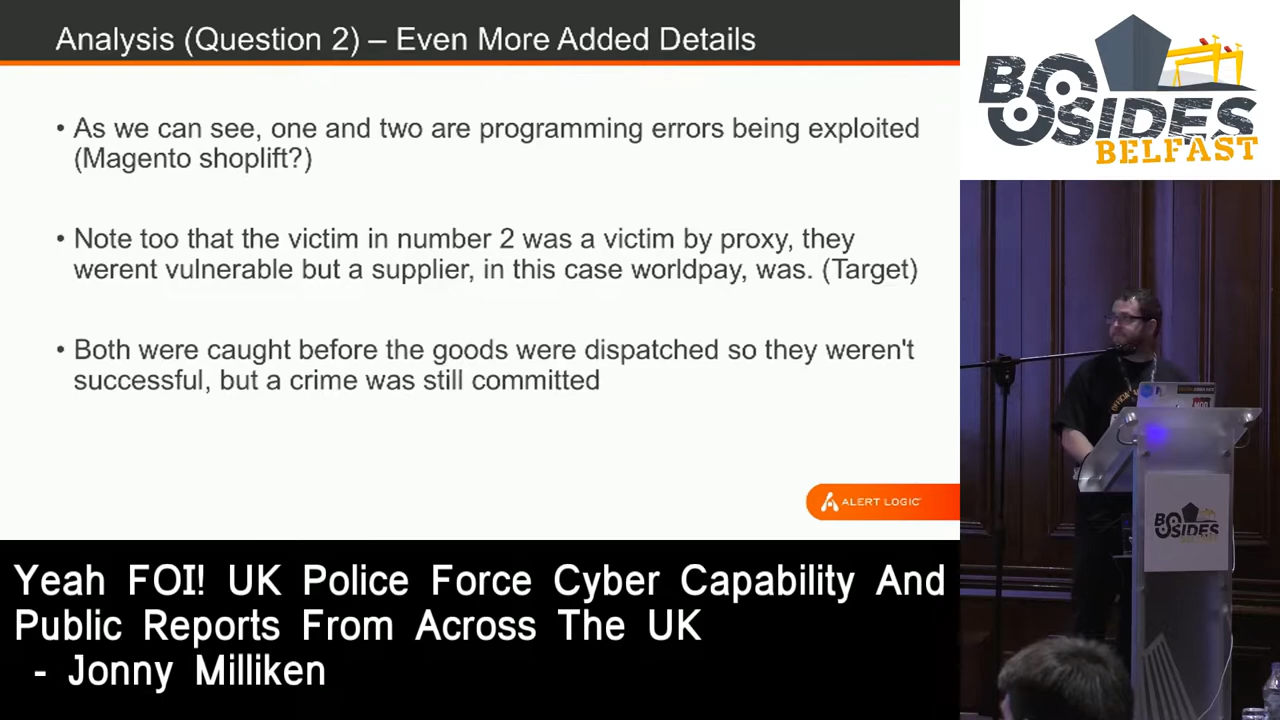 Analysis (Question 2) – Even More Added Details
• As we can see, one and two are programming errors being exploited
(Magento shoplift?)
• Note too that the victim in number 2 was a victim by proxy, they
werent vulnerable but a supplier, in this case worldpay, was. (Target)
• Both were caught before the goods were dispatched so they weren't
successful, but a crime was still committed
ALERT LOGIC
BSIDES
BELFAST
BSIDES
BELFAST
Yeah FOI! UK Police Force Cyber Capability And
Public Reports From Across The UK
- Jonny Milliken